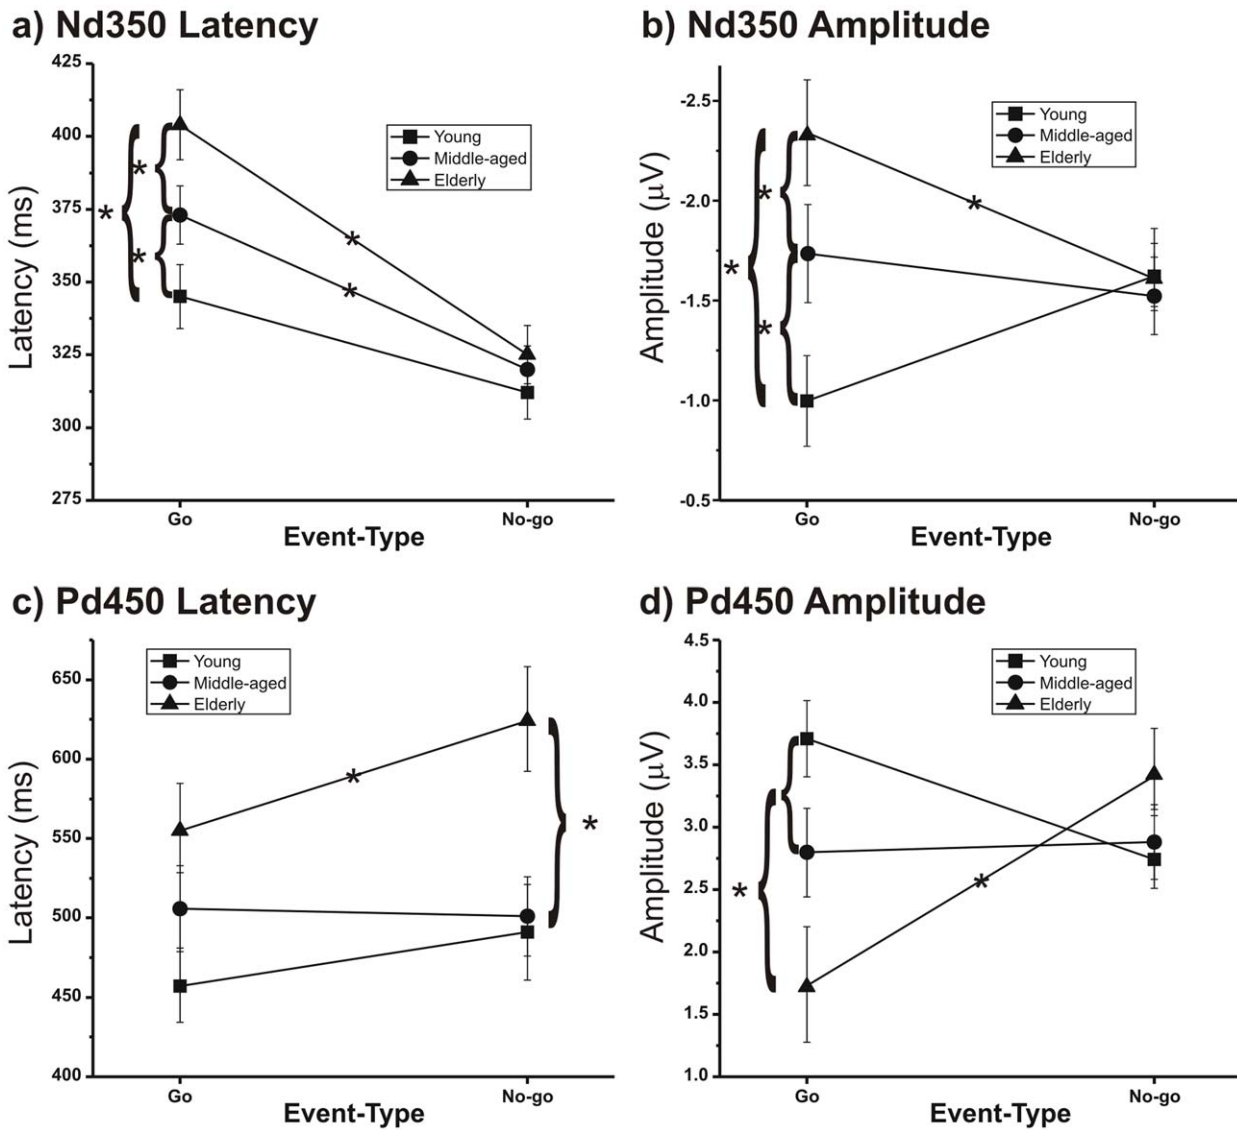 a) Nd350 Latency
425
400
375
350
325
300
275
Latency (ms)
Young
Middle-aged
Elderly
*
*
*
*
*
Go
No-go
Event-Type
b) Nd350 Amplitude
-2.5
-2.0
-1.5
-1.0
-0.5
Amplitude (μV)
Young
Middle-aged
Elderly
*
*
*
*
Go
No-go
Event-Type
c) Pd450 Latency
650
600
550
500
450
400
Latency (ms)
Young
Middle-aged
Elderly
*
*
Go
No-go
Event-Type
d) Pd450 Amplitude
4.5
4.0
3.5
3.0
2.5
2.0
1.5
1.0
Amplitude (μV)
Young
Middle-aged
Elderly
*
*
Go
No-go
Event-Type